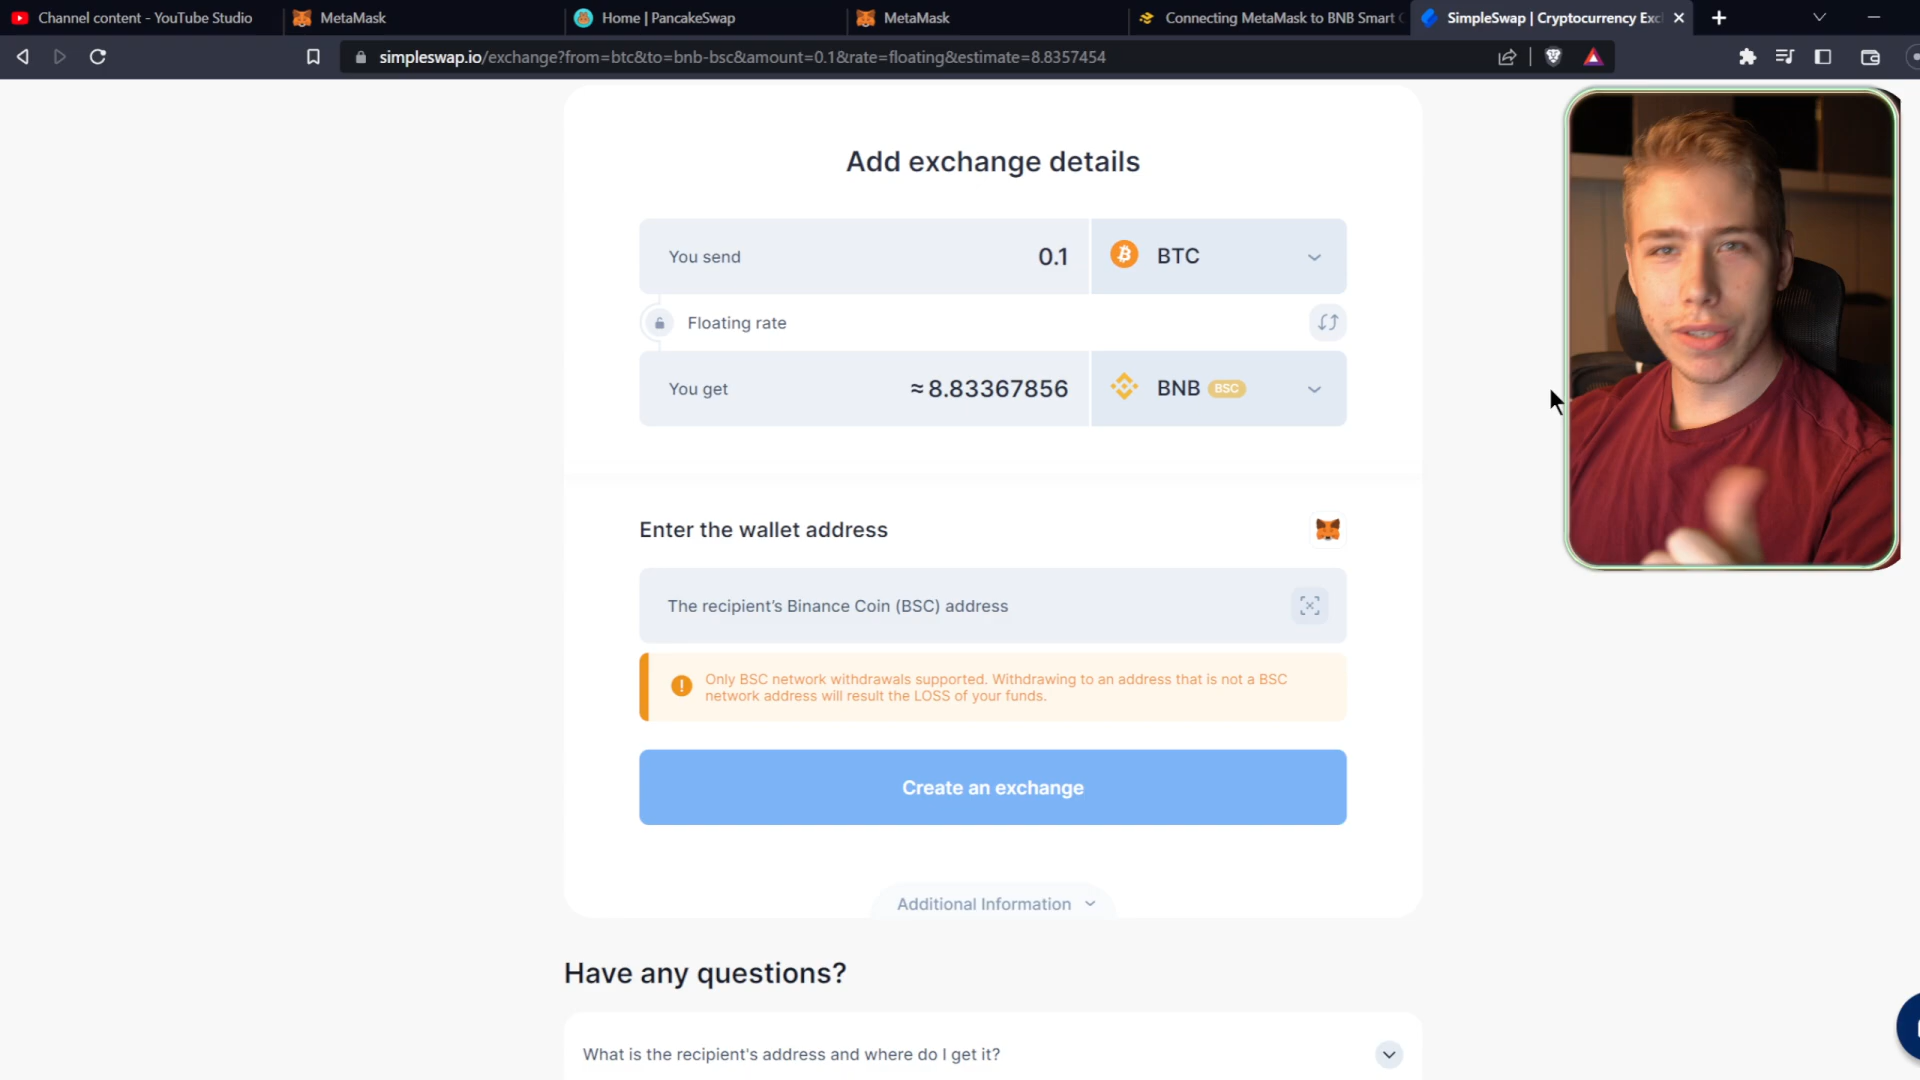 Channel content - YouTube Studio
MetaMask
Home | PancakeSwap
MetaMask
Connecting MetaMask to BNB Smart
SimpleSwap | Cryptocurrency Exc
simpleswap.io/exchange?from=btc&to=bnb-bsc&amount=0.1&rate=floating&estimate=8.8357454
Add exchange details
You send 0.1 BTC
Floating rate
You get ≈ 8.83367856 BNB BSC
Enter the wallet address
The recipient's Binance Coin (BSC) address
Only BSC network withdrawals supported. Withdrawing to an address that is not a BSC
network address will result the LOSS of your funds.
Create an exchange
Additional Information
Have any questions?
What is the recipient's address and where do I get it?